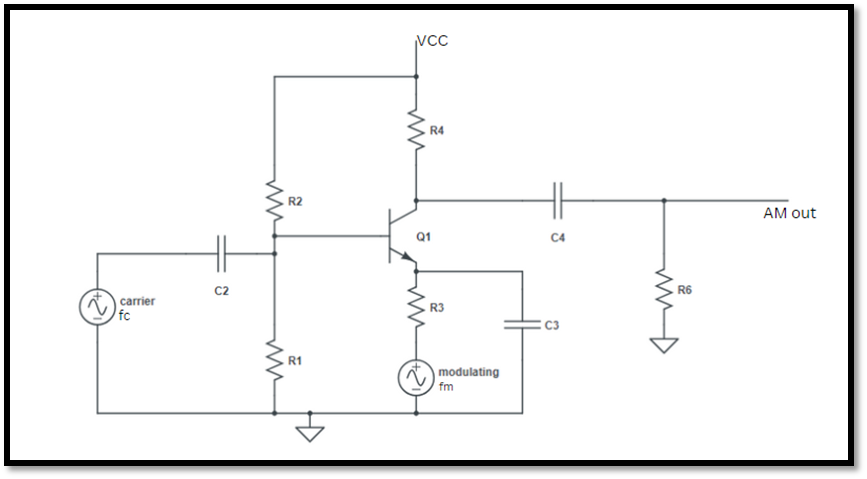 VCC
R4
R2
AM out
Q1
C4
C2
R6
carrier
fc
R3
C3
R1
modulating
fm